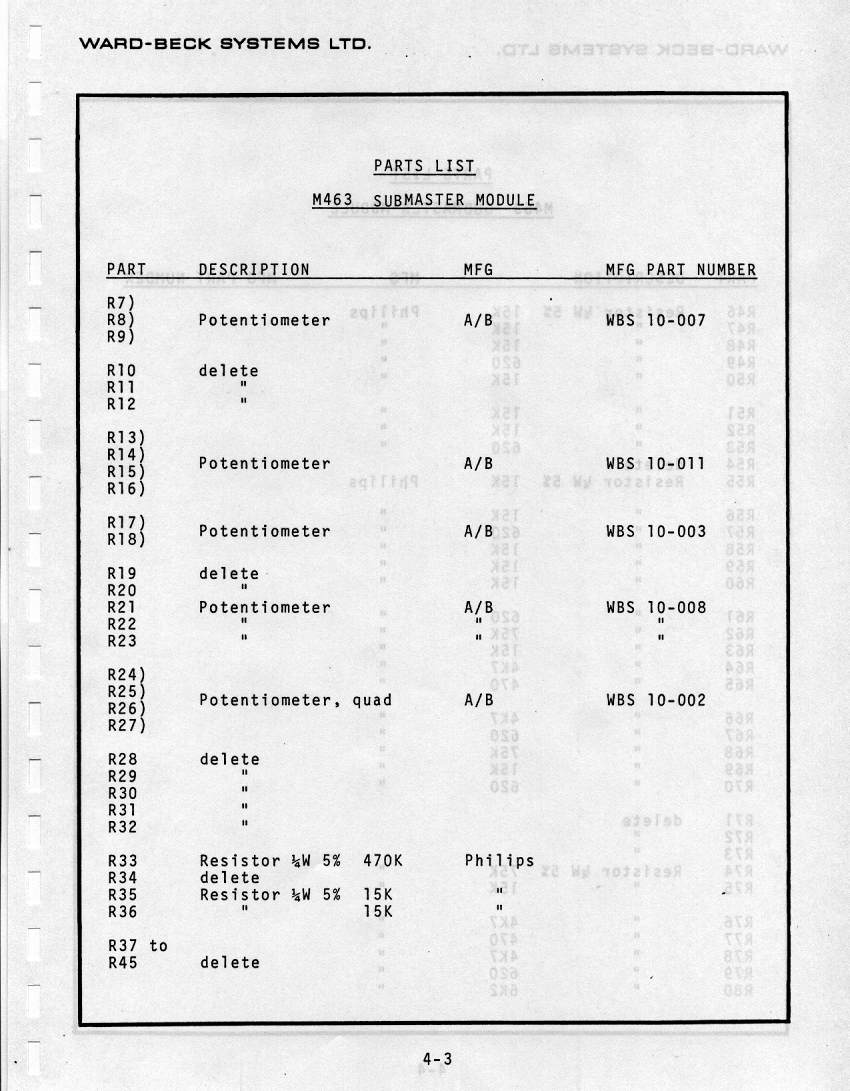 WARD-BECK SYSTEMS LTD.
PARTS LIST
M463 SUBMASTER MODULE
PART DESCRIPTION MFG MFG PART NUMBER
R7)
R8) Potentiometer A/B WBS 10-007
R9)
R10 delete
R11 "
R12 "
R13)
R14)
Potentiometer A/B WBS 10-011
R15)
R16)
R17)
Potentiometer A/B WBS 10-003
R18)
R19 delete
R20 "
R21 Potentiometer A/B WBS 10-008
R22 " " "
R23 " " "
R24)
R25)
Potentiometer, quad A/B WBS 10-002
R26)
R27)
R28 delete
R29 "
R30 "
R31 "
R32 "
R33 Resistor ¼W 5% 470K Philips
R34 delete
R35 Resistor ¼W 5% 15K "
R36 " 15K "
R37 to
R45 delete
4-3